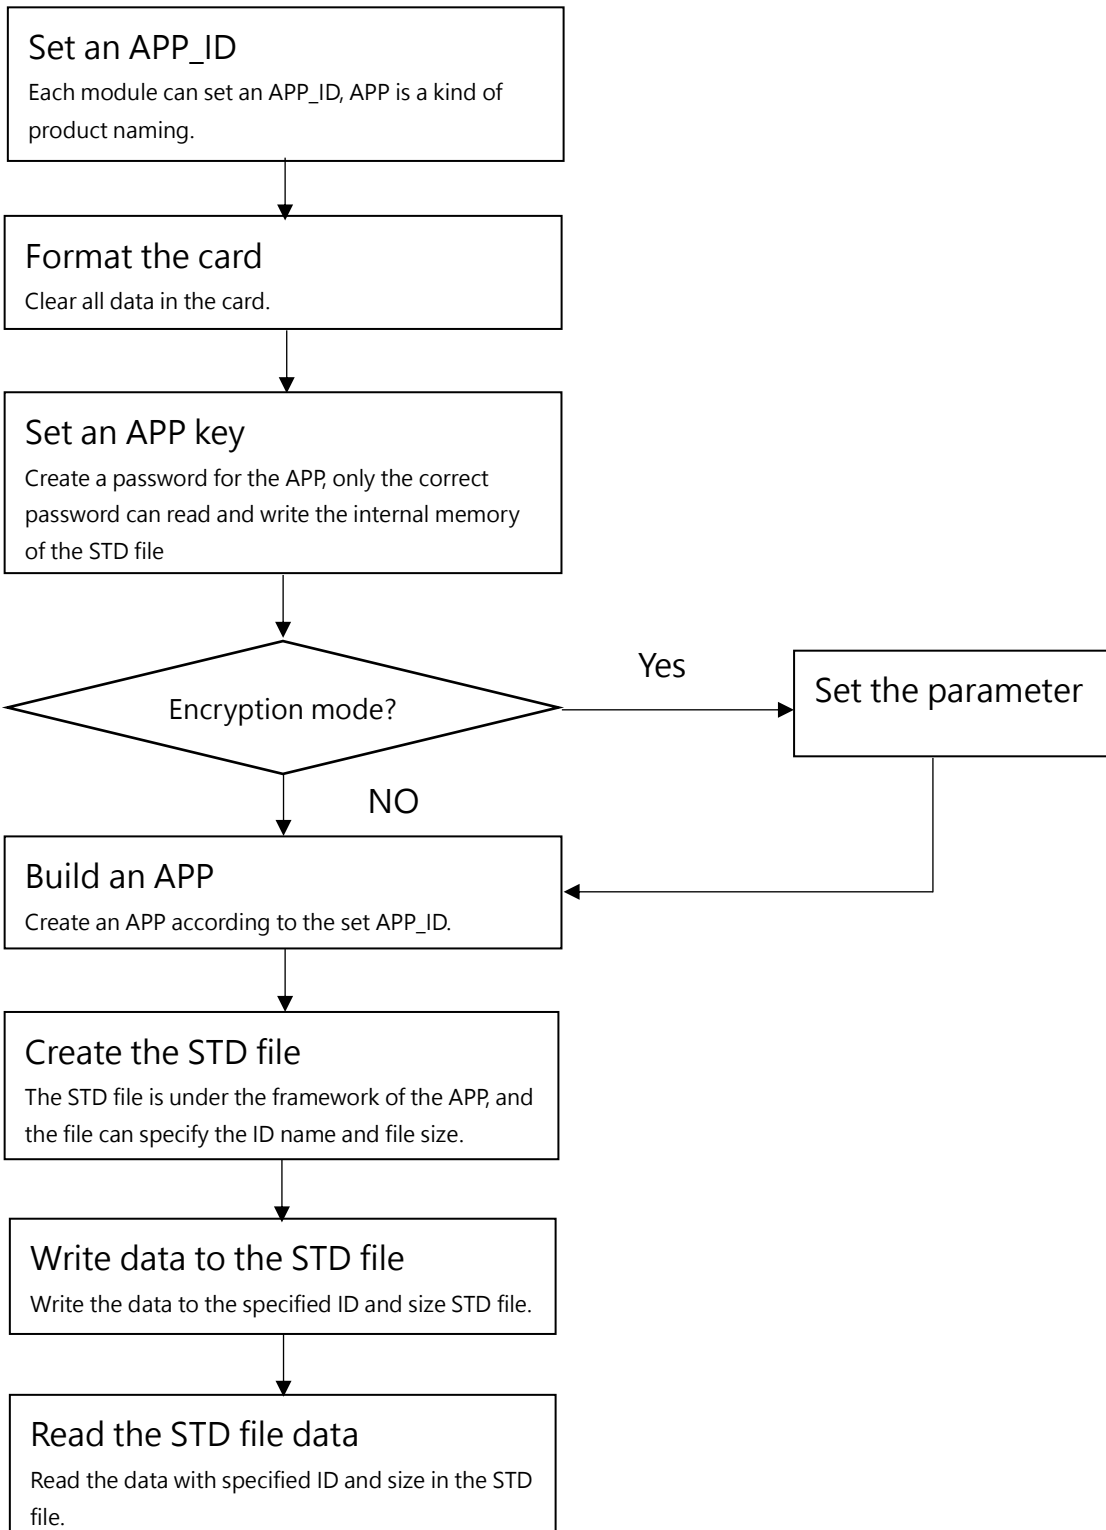 Set an APP_ID
Each module can set an APP_ID, APP is a kind of
product naming.
Format the card
Clear all data in the card.
Set an APP key
Create a password for the APP, only the correct
password can read and write the internal memory
of the STD file
Encryption mode?
Yes
Set the parameter
NO
Build an APP
Create an APP according to the set APP_ID.
Create the STD file
The STD file is under the framework of the APP, and
the file can specify the ID name and file size.
Write data to the STD file
Write the data to the specified ID and size STD file.
Read the STD file data
Read the data with specified ID and size in the STD
file.